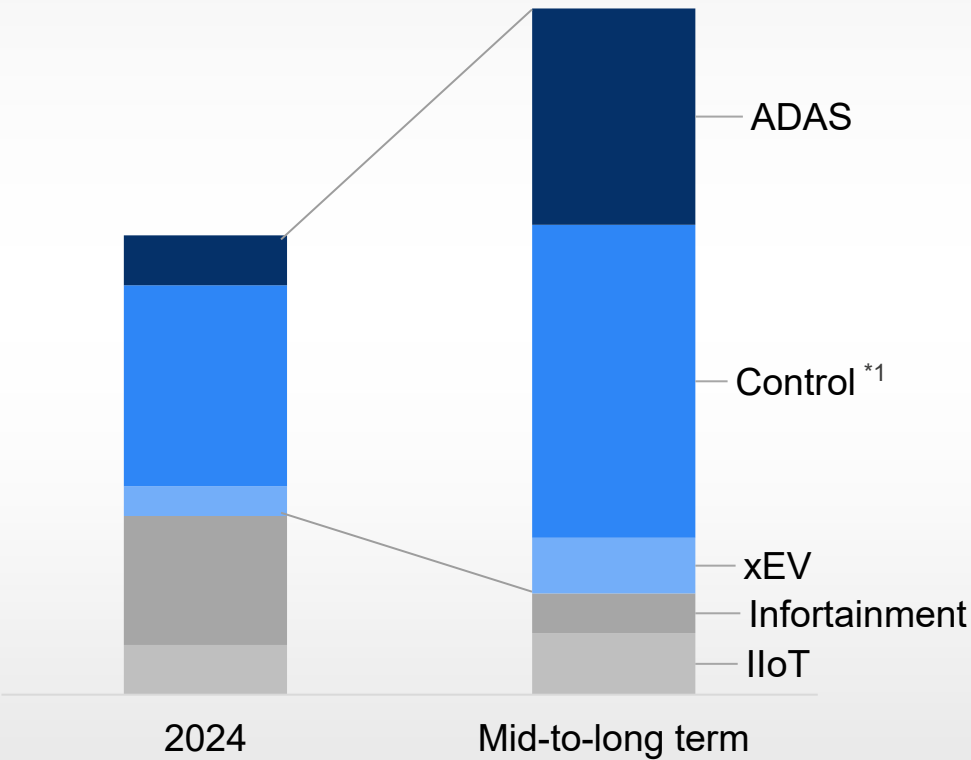 ADAS
Control *1
xEV
Infortainment
IIoT
2024
Mid-to-long term